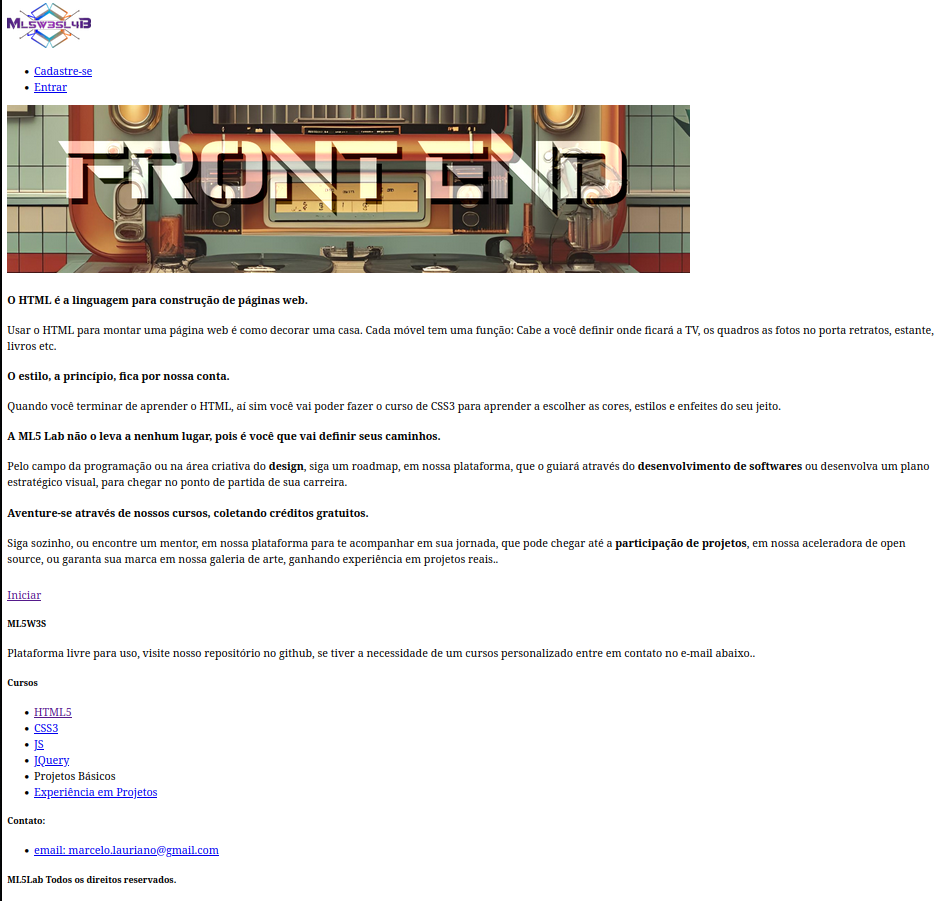 ML5W3SL4B
Cadastre-se
Entrar
FRONT END
O HTML é a linguagem para construção de páginas web.
Usar o HTML para montar uma página web é como decorar uma casa. Cada móvel tem uma função: Cabe a você definir onde ficará a TV, os quadros as fotos no porta retratos, estante,
livros etc.
O estilo, a princípio, fica por nossa conta.
Quando você terminar de aprender o HTML, aí sim você vai poder fazer o curso de CSS3 para aprender a escolher as cores, estilos e enfeites do seu jeito.
A ML5 Lab não o leva a nenhum lugar, pois é você que vai definir seus caminhos.
Pelo campo da programação ou na área criativa do design, siga um roadmap, em nossa plataforma, que o guiará através do desenvolvimento de softwares ou desenvolva um plano
estratégico visual, para chegar no ponto de partida de sua carreira.
Aventure-se através de nossos cursos, coletando créditos gratuitos.
Siga sozinho, ou encontre um mentor, em nossa plataforma para te acompanhar em sua jornada, que pode chegar até a participação de projetos, em nossa aceleradora de open
source, ou garanta sua marca em nossa galeria de arte, ganhando experiência em projetos reais..
Iniciar
ML5W3S
Plataforma livre para uso, visite nosso repositório no github, se tiver a necessidade de um cursos personalizado entre em contato no e-mail abaixo..
Cursos
HTML5
CSS3
JS
JQuery
Projetos Básicos
Experiência em Projetos
Contato:
email: marcelo.lauriano@gmail.com
ML5Lab Todos os direitos reservados.